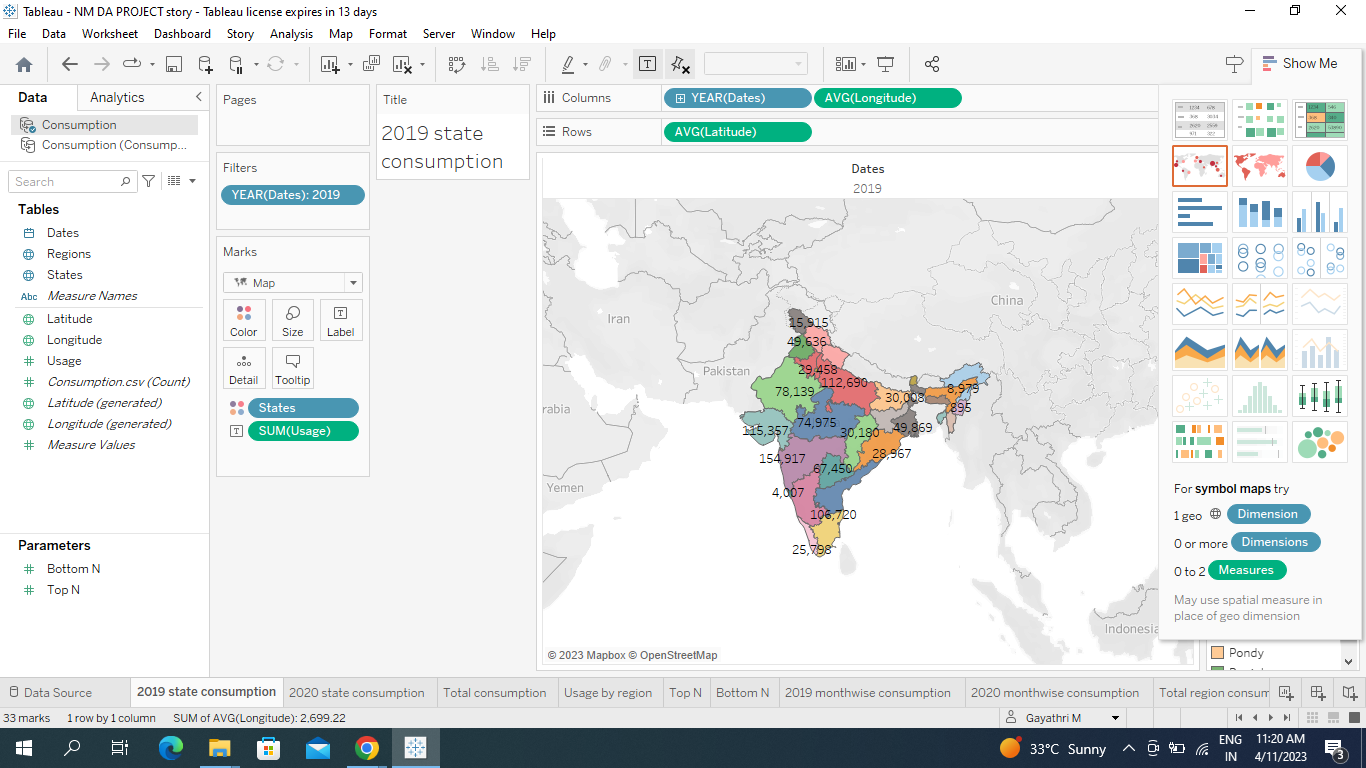 Tableau - NM DA PROJECT story - Tableau license expires in 13 days
File Data Worksheet Dashboard Story Analysis Map Format Server Window Help
Show Me
Data Analytics
Consumption
Consumption (Consump...
Search
Tables
Dates
Regions
States
Abc Measure Names
Latitude
Longitude
Usage
Consumption.csv (Count)
Latitude (generated)
Longitude (generated)
Measure Values
Parameters
Bottom N
Top N
Pages
Filters
YEAR(Dates): 2019
Marks
Map
Color Size Label
Detail Tooltip
States
SUM(Usage)
Title
2019 state
consumption
Columns YEAR(Dates) AVG(Longitude)
Rows AVG(Latitude)
Dates
2019
China
Iran
Pakistan
arabia
Yemen
Indonesia
15,915
49,636
29,458
112,690
78,139
30,008
8,979
895
115,357
74,975
30,180
49,869
154,917
67,450
28,967
4,007
106,720
25,798
© 2023 Mapbox © OpenStreetMap
For symbol maps try
1 geo Dimension
0 or more Dimensions
0 to 2 Measures
May use spatial measure in
place of geo dimension
Pondy
Data Source 2019 state consumption 2020 state consumption Total consumption Usage by region Top N Bottom N 2019 monthwise consumption 2020 monthwise consumption Total region consum
33 marks 1 row by 1 column SUM of AVG(Longitude): 2,699.22 Gayathri M
33°C Sunny
ENG
IN
11:20 AM
4/11/2023
3